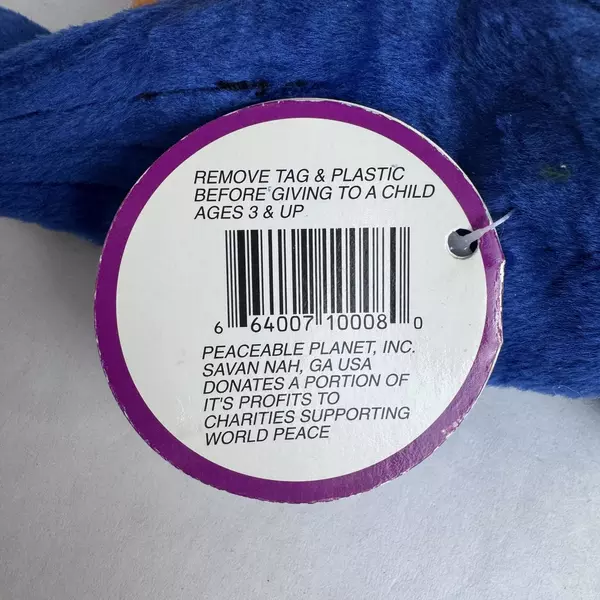 REMOVE TAG & PLASTIC
BEFORE GIVING TO A CHILD
AGES 3 & UP
6 64007 10008 0
PEACEABLE PLANET, INC.
SAVAN NAH, GA USA
DONATES A PORTION OF
IT'S PROFITS TO
CHARITIES SUPPORTING
WORLD PEACE